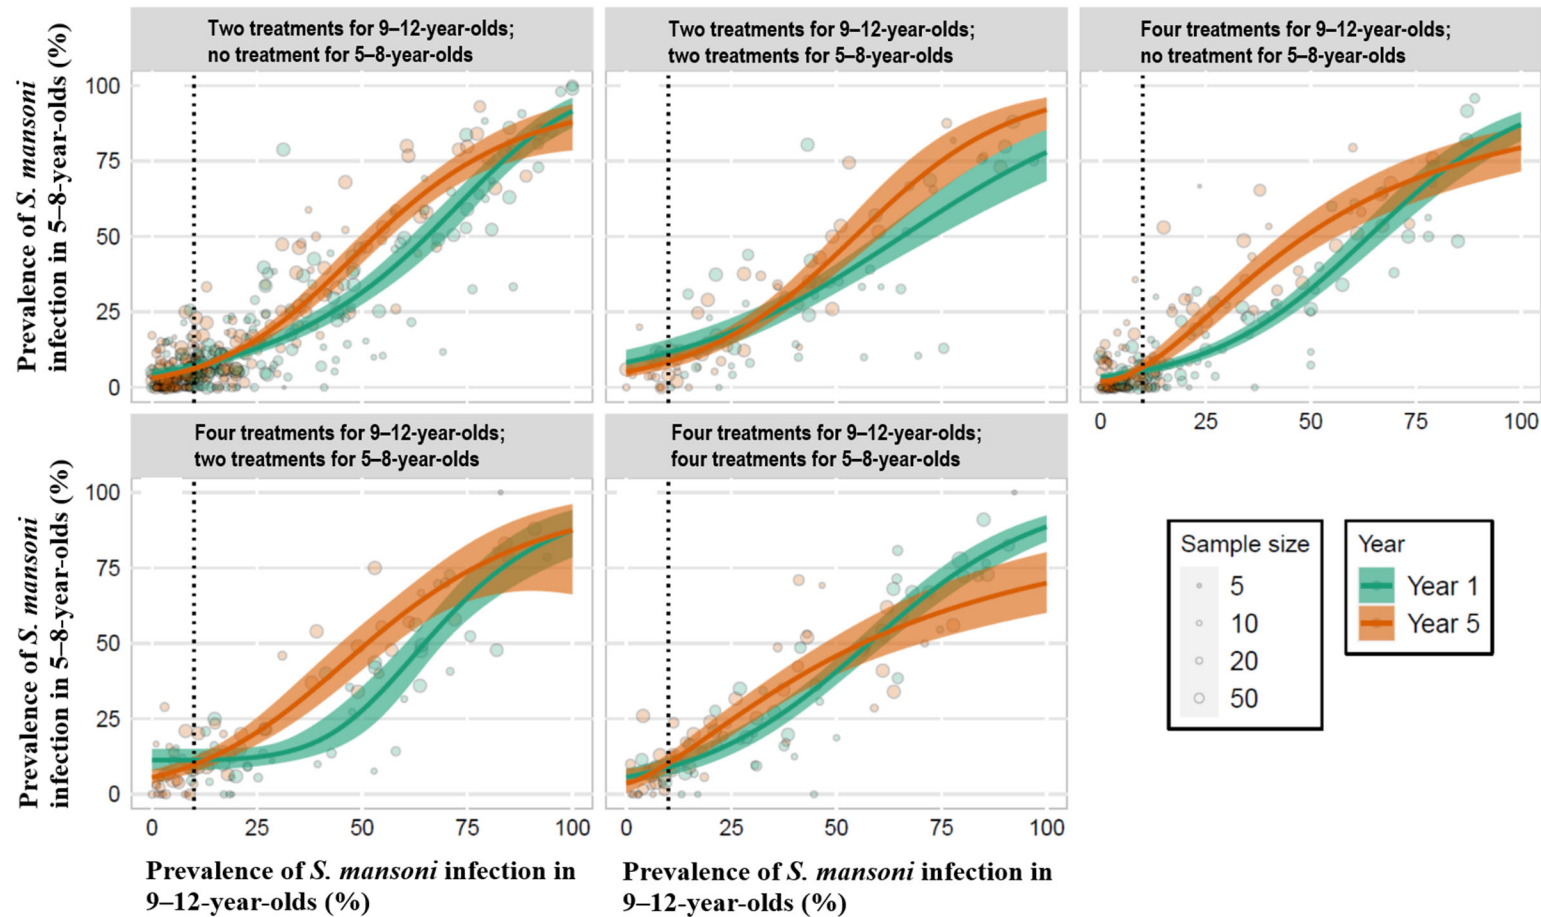 Two treatments for 9–12-year-olds;
no treatment for 5–8-year-olds
Two treatments for 9–12-year-olds;
two treatments for 5–8-year-olds
Four treatments for 9–12-year-olds;
no treatment for 5–8-year-olds
Prevalence of S. mansoni
infection in 5–8-year-olds (%)
100
75
50
25
0
0 25 50 75 100
Four treatments for 9–12-year-olds;
two treatments for 5–8-year-olds
Four treatments for 9–12-year-olds;
four treatments for 5–8-year-olds
Prevalence of S. mansoni
infection in 5–8-year-olds (%)
100
75
50
25
0
0 25 50 75 100
0 25 50 75 100
Prevalence of S. mansoni infection in
9–12-year-olds (%)
Prevalence of S. mansoni infection in
9–12-year-olds (%)
Sample size
5
10
20
50
Year
Year 1
Year 5